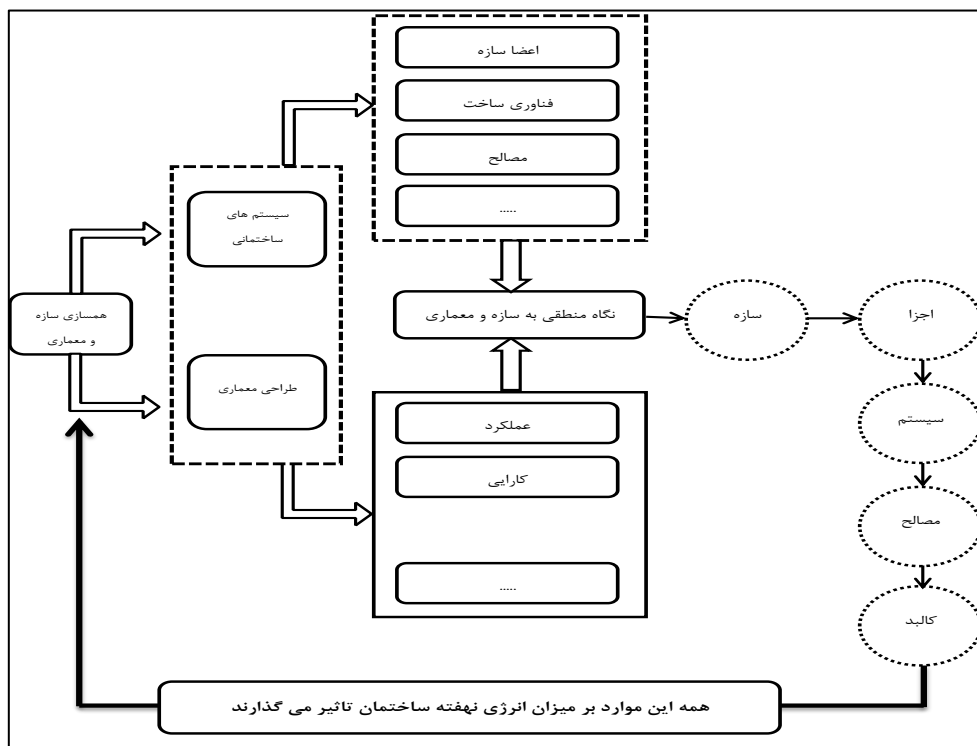 اعضا سازه
فناوری ساخت
مصالح
.....
سیستم های
ساختمانی
همسازی سازه
و معماری
طراحی معماری
نگاه منطقی به سازه و معماری
سازه
اجزا
سیستم
مصالح
کالبد
عملکرد
کارایی
.....
همه این موارد بر میزان انرژی نهفته ساختمان تاثیر می گذارند